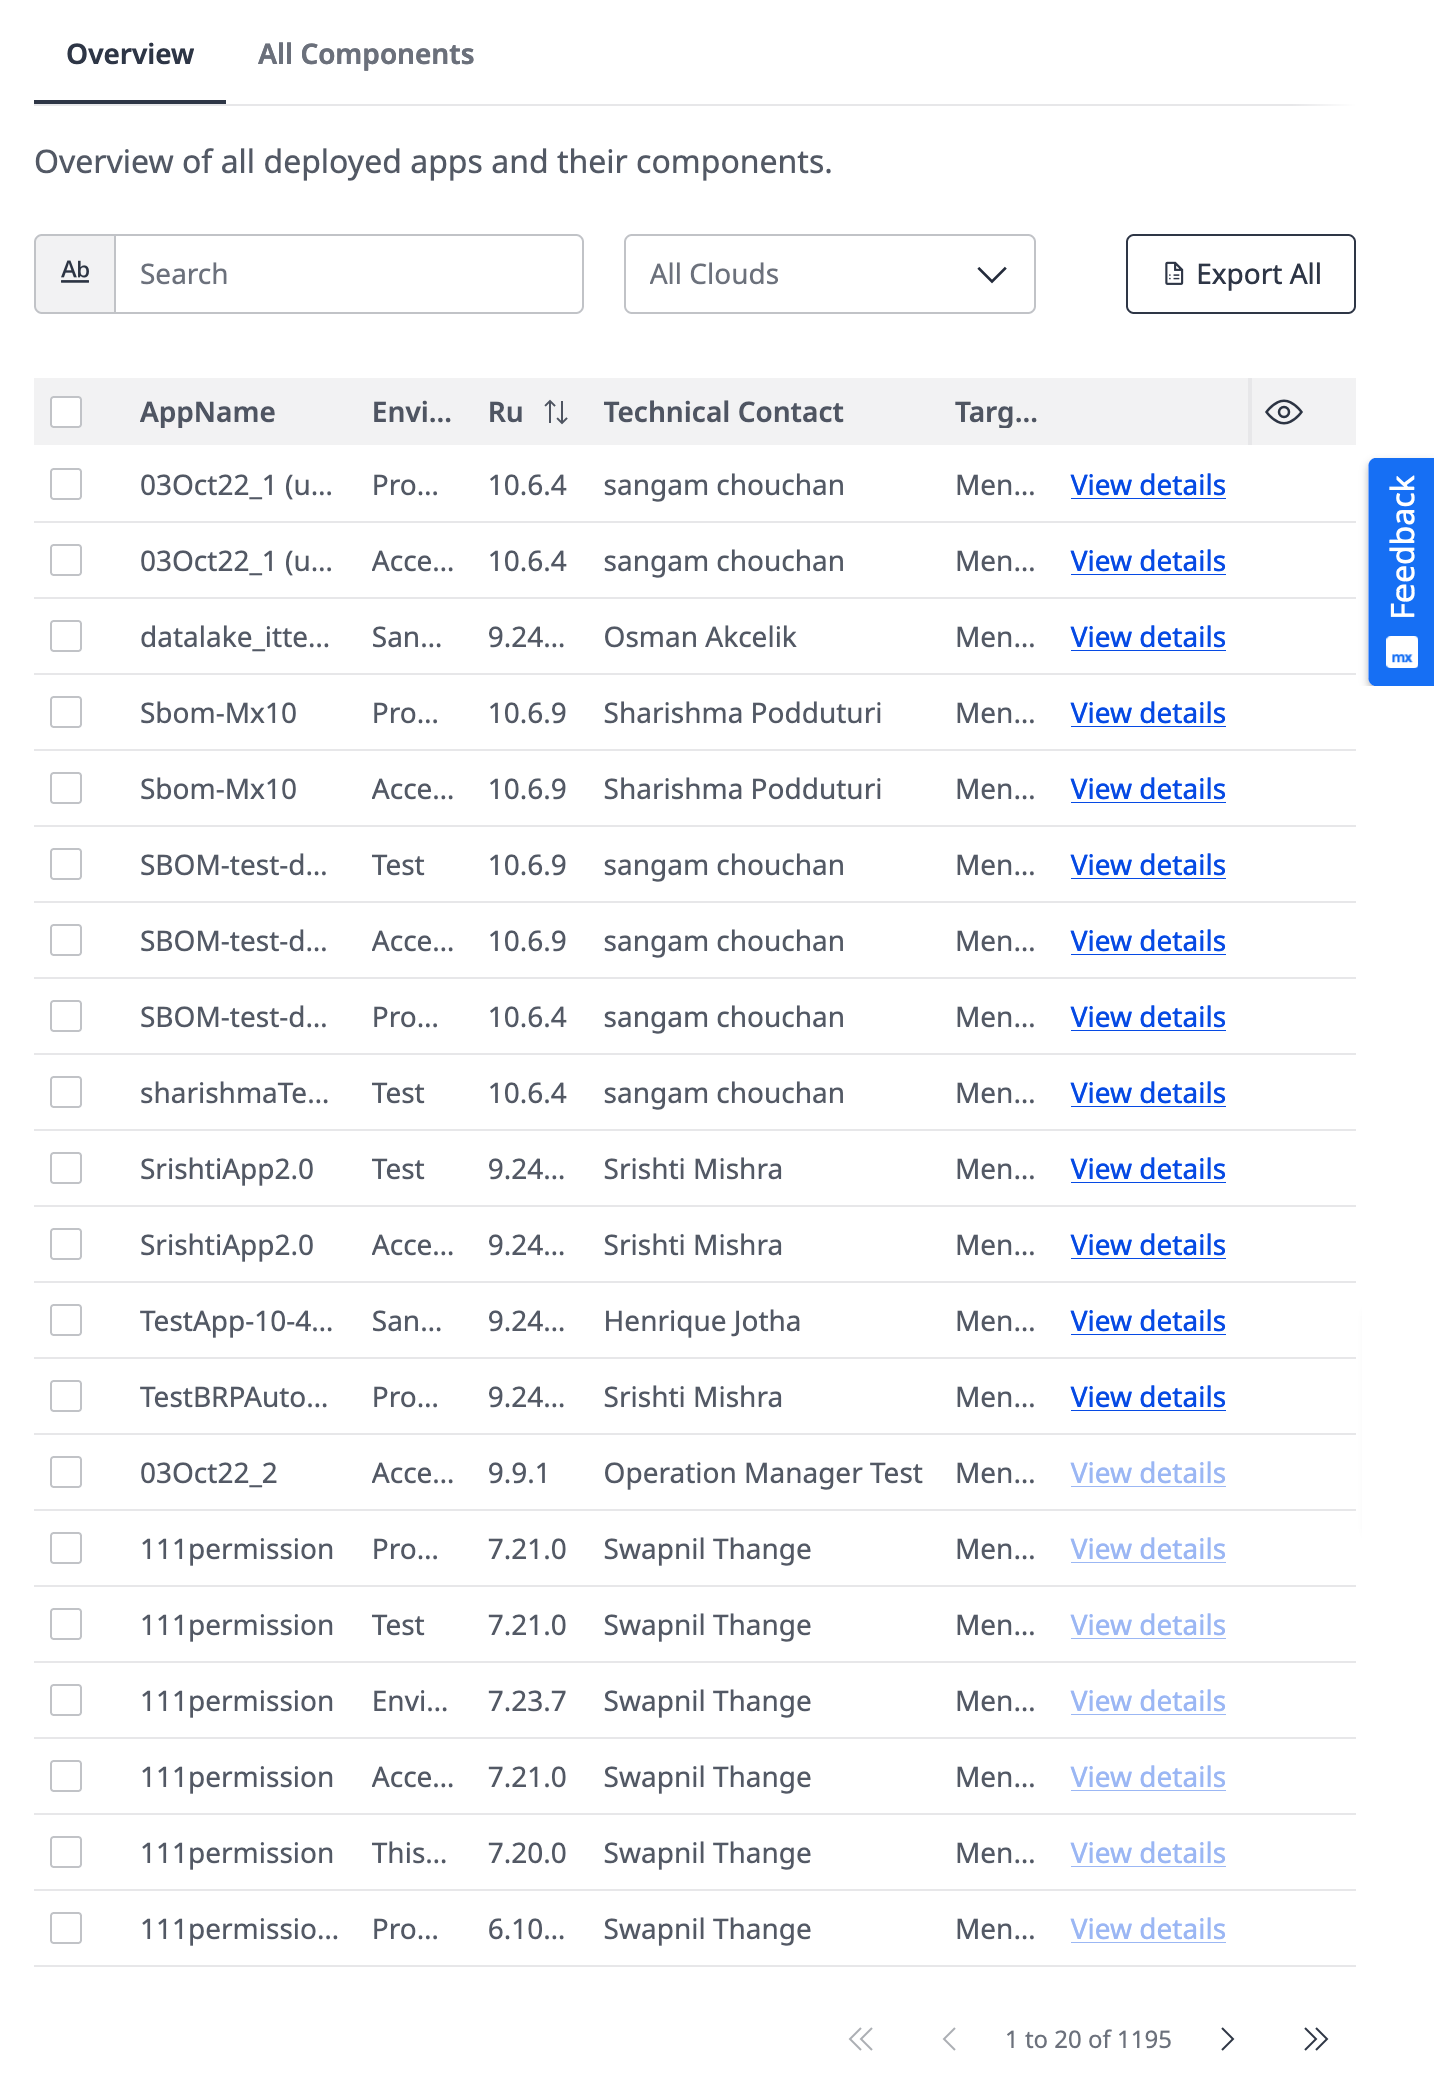 Overview All Components
Overview of all deployed apps and their components.
Ab Search All Clouds Export All
AppName Envi... Ru Technical Contact Targ...
03Oct22_1 (u... Pro... 10.6.4 sangam chouchan Men... View details
03Oct22_1 (u... Acce... 10.6.4 sangam chouchan Men... View details
datalake_itte... San... 9.24... Osman Akcelik Men... View details
Sbom-Mx10 Pro... 10.6.9 Sharishma Podduturi Men... View details
Sbom-Mx10 Acce... 10.6.9 Sharishma Podduturi Men... View details
SBOM-test-d... Test 10.6.9 sangam chouchan Men... View details
SBOM-test-d... Acce... 10.6.9 sangam chouchan Men... View details
SBOM-test-d... Pro... 10.6.4 sangam chouchan Men... View details
sharishmaTe... Test 10.6.4 sangam chouchan Men... View details
SrishtiApp2.0 Test 9.24... Srishti Mishra Men... View details
SrishtiApp2.0 Acce... 9.24... Srishti Mishra Men... View details
TestApp-10-4... San... 9.24... Henrique Jotha Men... View details
TestBRPAuto... Pro... 9.24... Srishti Mishra Men... View details
03Oct22_2 Acce... 9.9.1 Operation Manager Test Men... View details
111permission Pro... 7.21.0 Swapnil Thange Men... View details
111permission Test 7.21.0 Swapnil Thange Men... View details
111permission Envi... 7.23.7 Swapnil Thange Men... View details
111permission Acce... 7.21.0 Swapnil Thange Men... View details
111permission This... 7.20.0 Swapnil Thange Men... View details
111permissio... Pro... 6.10... Swapnil Thange Men... View details
1 to 20 of 1195
Feedback
mx